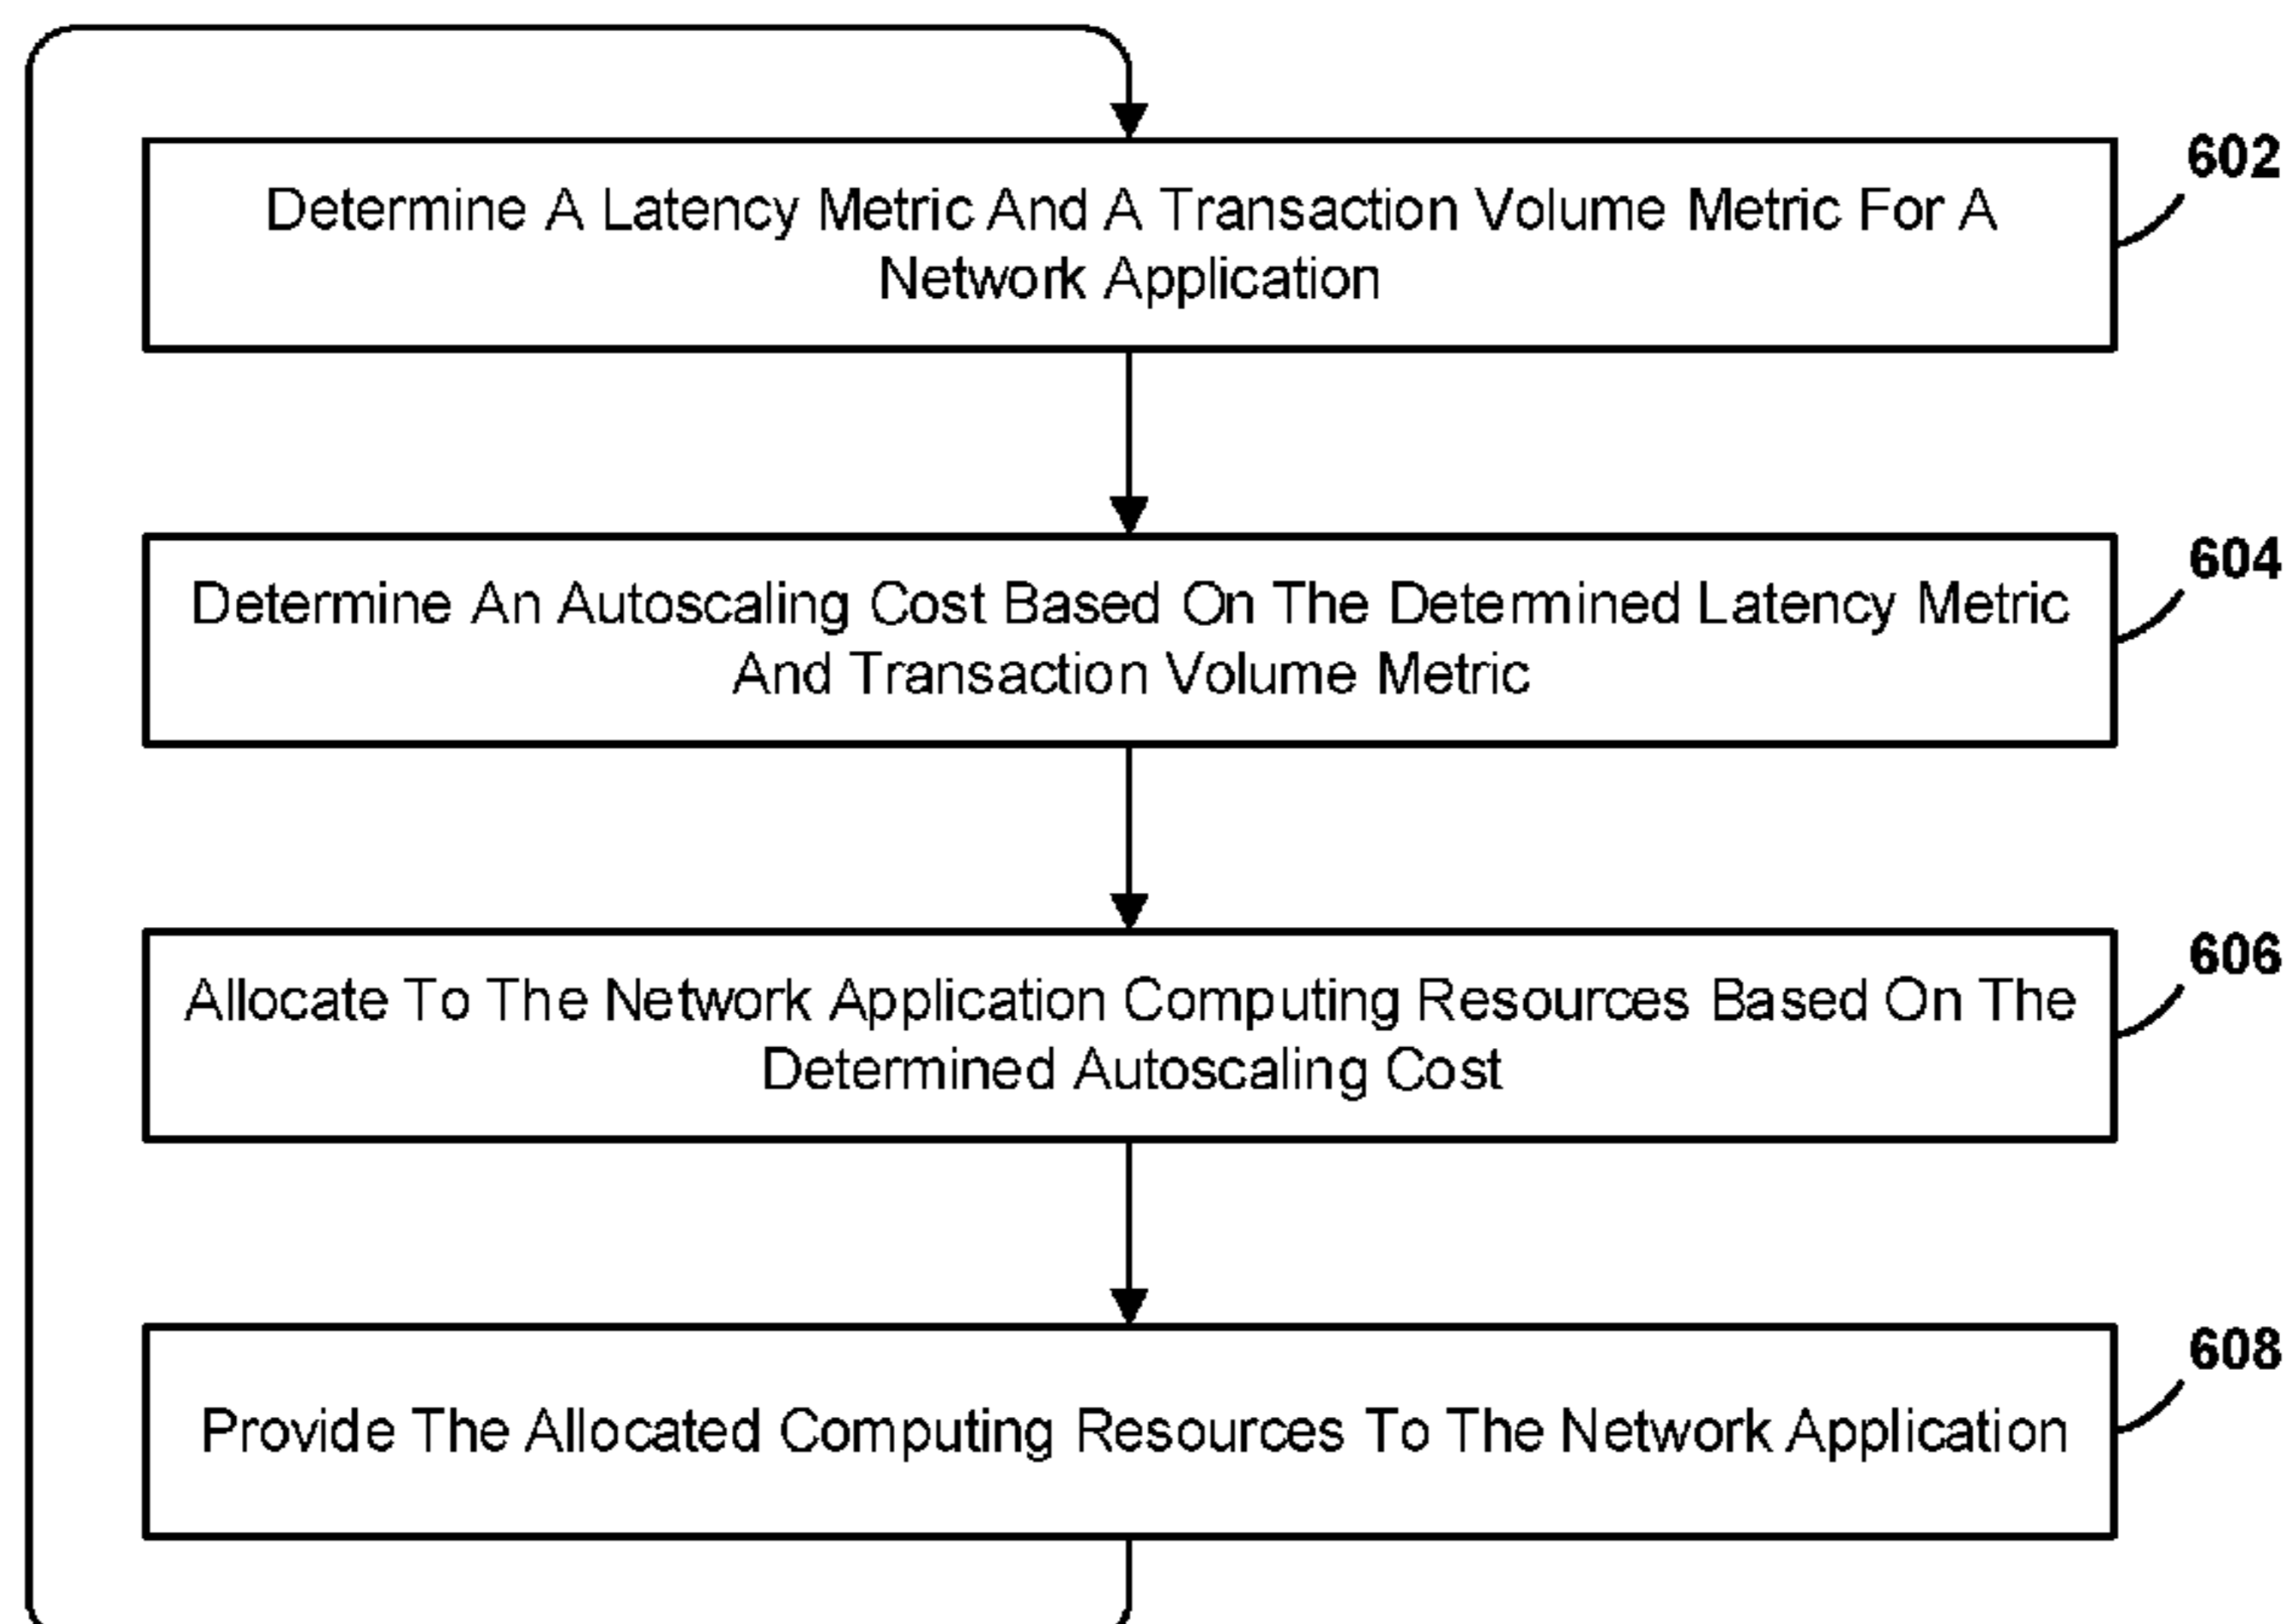 602
Determine A Latency Metric And A Transaction Volume Metric For A
Network Application
604
Determine An Autoscaling Cost Based On The Determined Latency Metric
And Transaction Volume Metric
606
Allocate To The Network Application Computing Resources Based On The
Determined Autoscaling Cost
608
Provide The Allocated Computing Resources To The Network Application